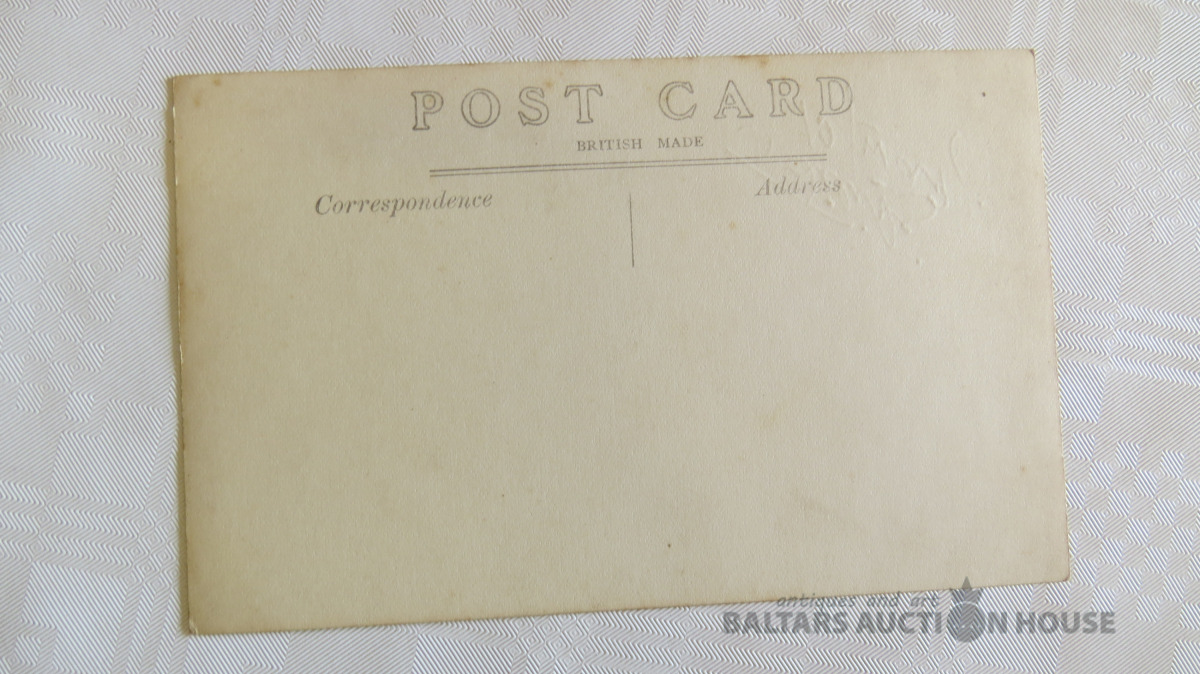 POST CARD
BRITISH MADE
Correspondence
Address
antiques and art
BALTARS AUCTION HOUSE